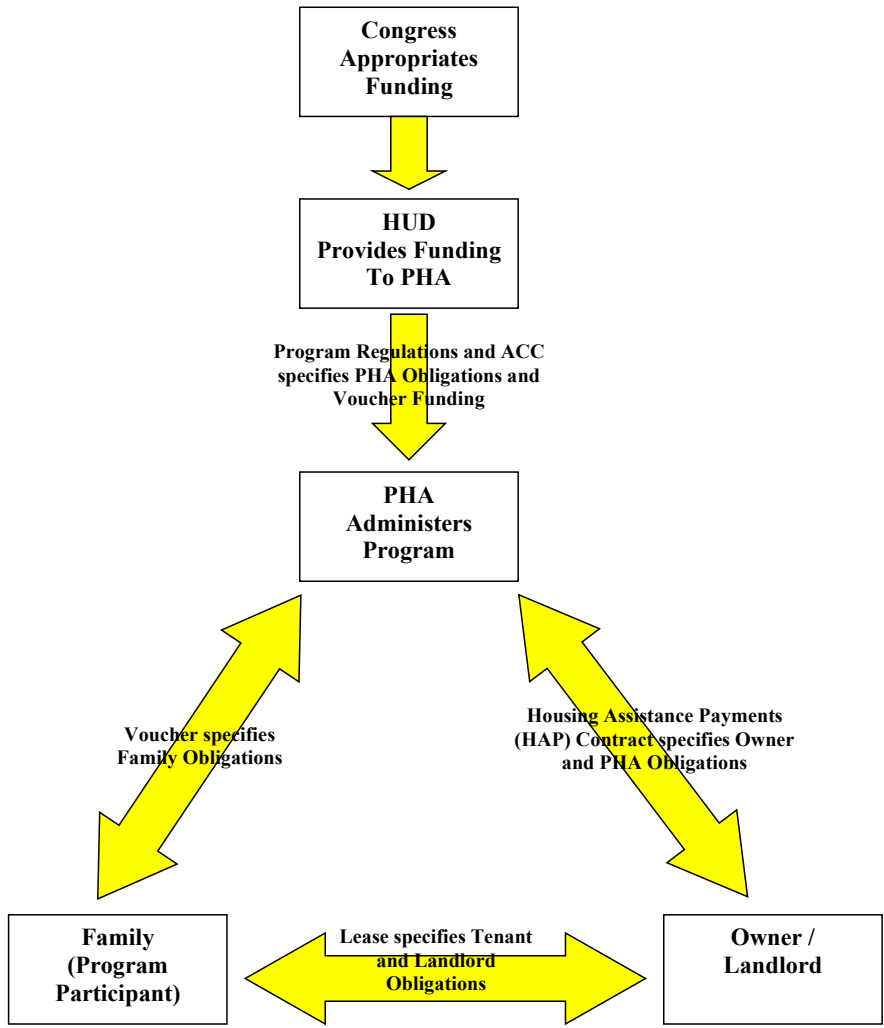 Congress
Appropriates
Funding
HUD
Provides Funding
To PHA
Program Regulations and ACC
specifies PHA Obligations and
Voucher Funding
PHA
Administers
Program
Voucher specifies
Family Obligations
Housing Assistance Payments
(HAP) Contract specifies Owner
and PHA Obligations
Family
(Program
Participant)
Lease specifies Tenant
and Landlord
Obligations
Owner /
Landlord